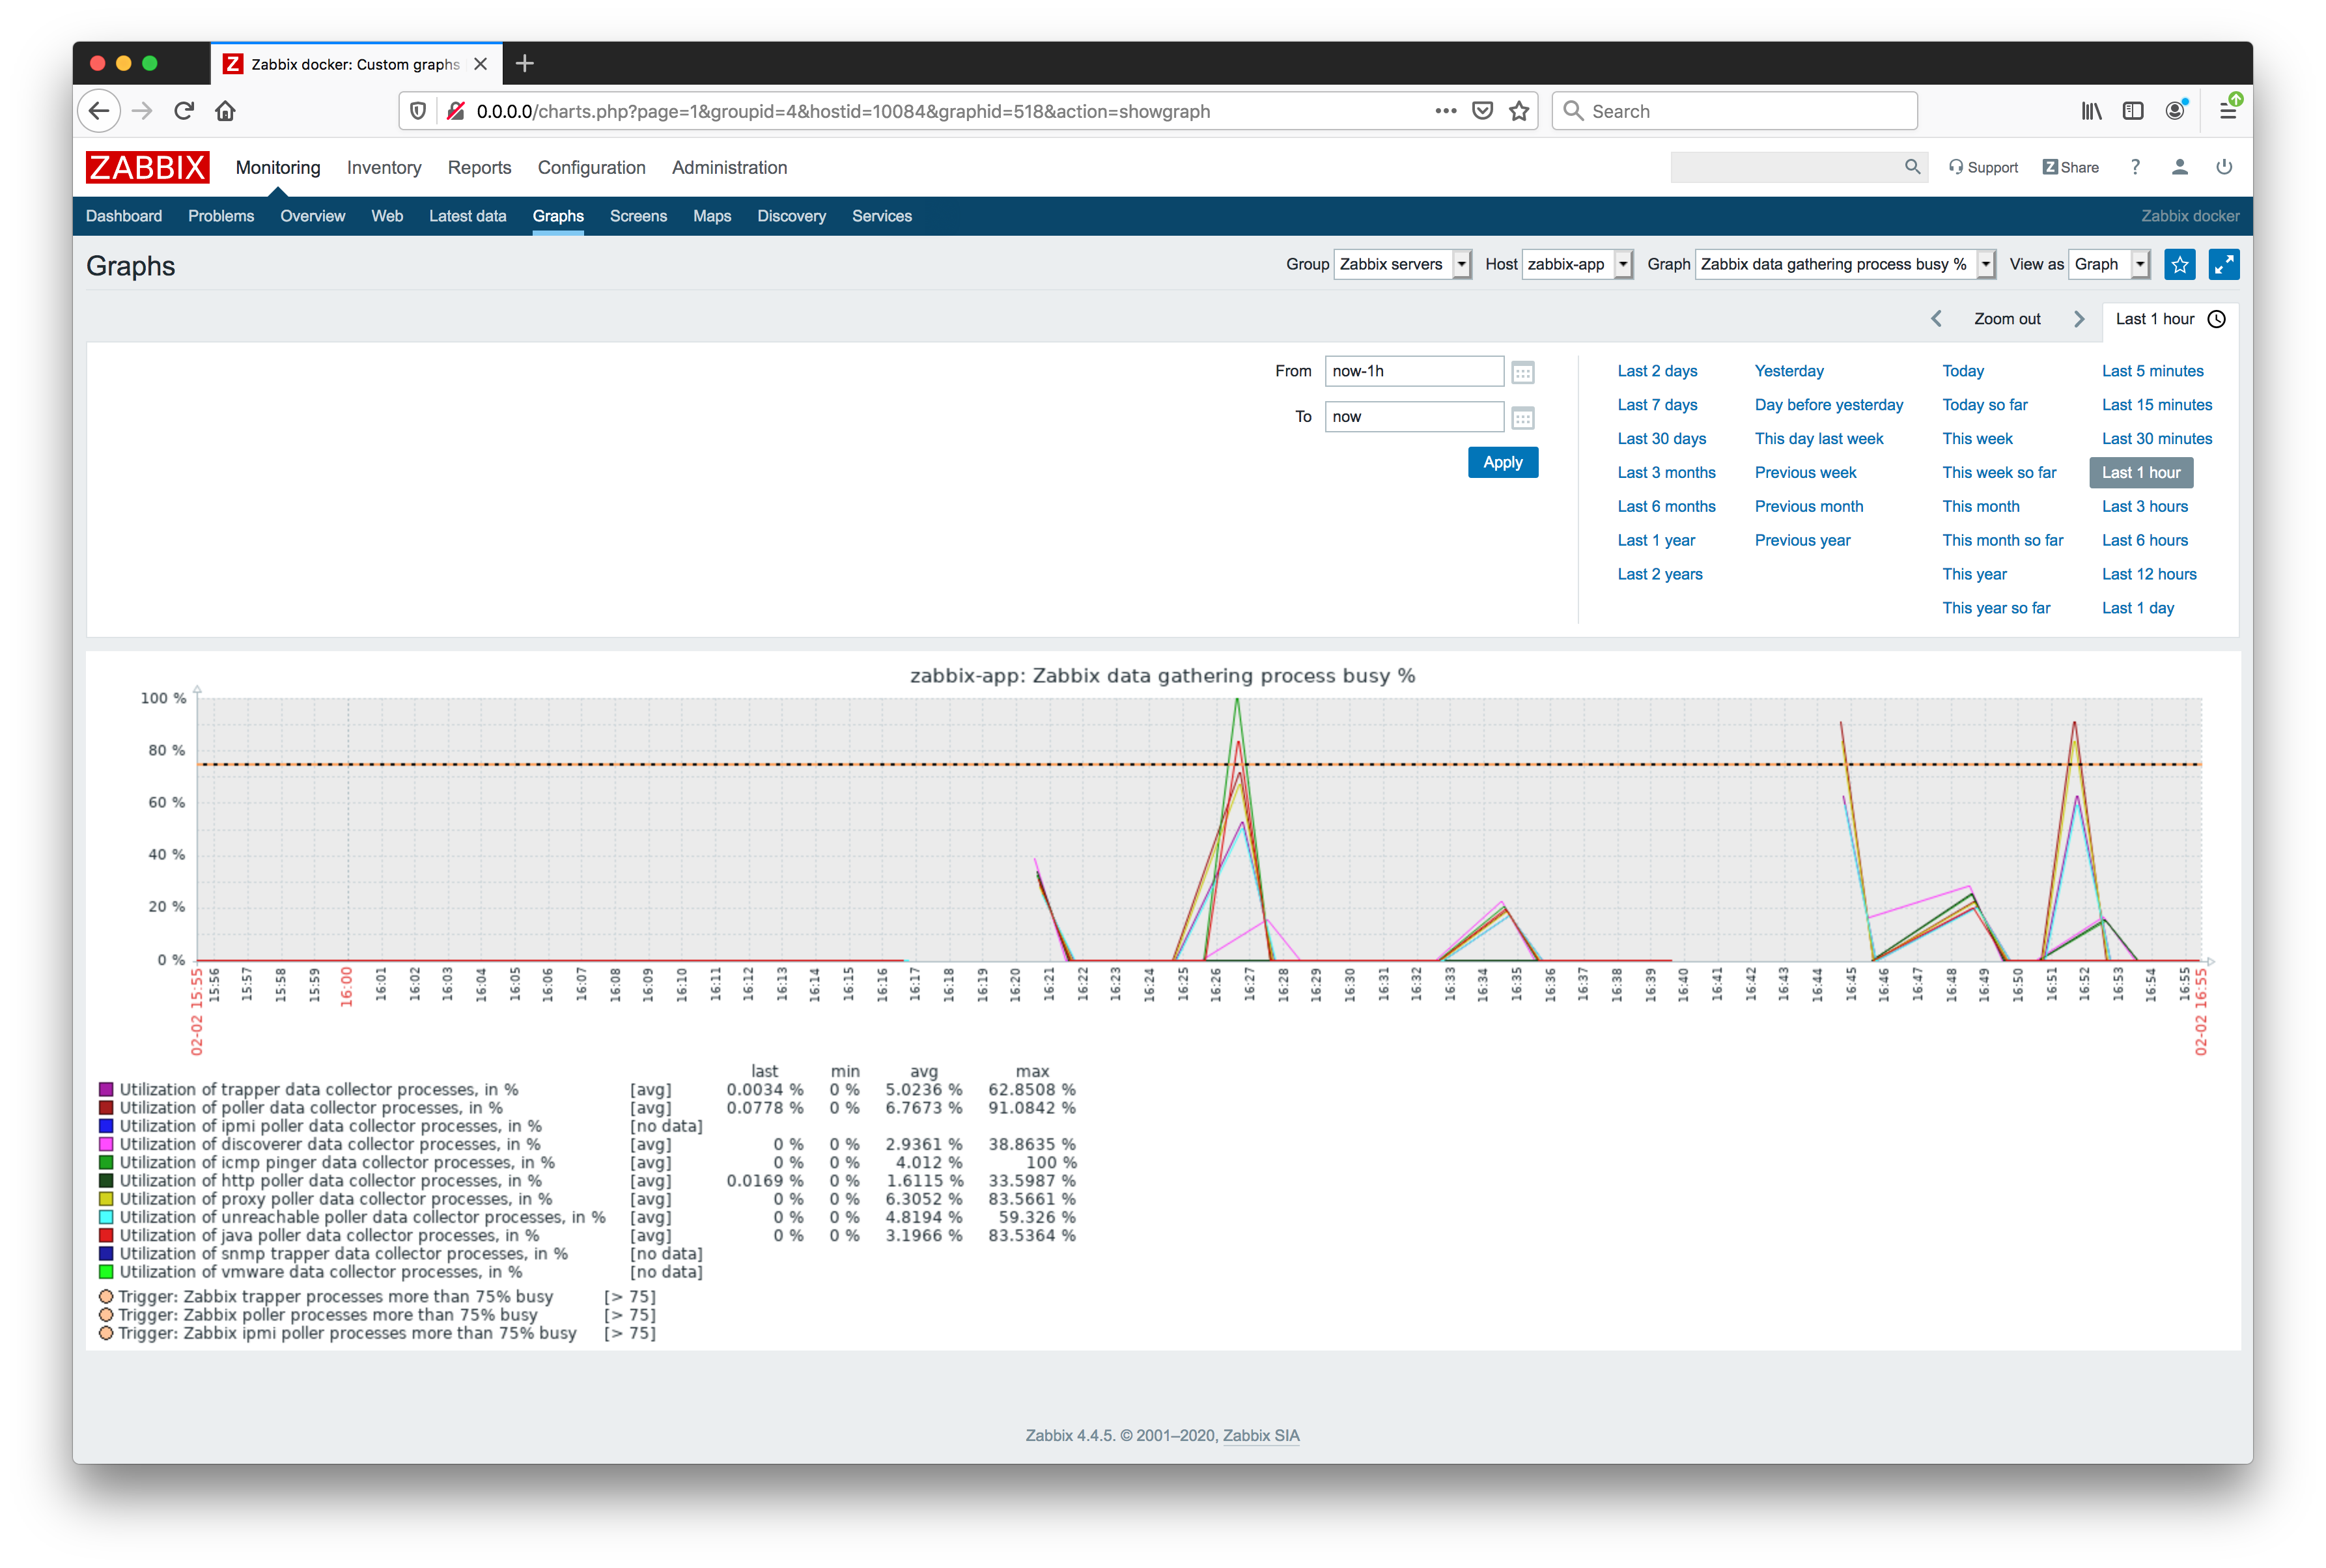 Zabbix docker: Custom graphs
0.0.0.0/charts.php?page=1&groupid=4&hostid=10084&graphid=518&action=showgraph
Search
ZABBIX Monitoring Inventory Reports Configuration Administration
Support Z Share ?
Dashboard Problems Overview Web Latest data Graphs Screens Maps Discovery Services Zabbix docker
Graphs
Group Zabbix servers Host zabbix-app Graph Zabbix data gathering process busy % View as Graph
Zoom out Last 1 hour
From now-1h
To now
Apply
Last 2 days Yesterday Today Last 5 minutes
Last 7 days Day before yesterday Today so far Last 15 minutes
Last 30 days This day last week This week Last 30 minutes
Last 3 months Previous week This week so far Last 1 hour
Last 6 months Previous month This month Last 3 hours
Last 1 year Previous year This month so far Last 6 hours
Last 2 years This year Last 12 hours
This year so far Last 1 day
zabbix-app: Zabbix data gathering process busy %
100 %
80 %
60 %
40 %
20 %
0 %
02-02 15:55 15:56 15:57 15:58 15:59 16:00 16:01 16:02 16:03 16:04 16:05 16:06 16:07 16:08 16:09 16:10 16:11 16:12 16:13 16:14 16:15 16:16 16:17 16:18 16:19 16:20 16:21 16:22 16:23 16:24 16:25 16:26 16:27 16:28 16:29 16:30 16:31 16:32 16:33 16:34 16:35 16:36 16:37 16:38 16:39 16:40 16:41 16:42 16:43 16:44 16:45 16:46 16:47 16:48 16:49 16:50 16:51 16:52 16:53 16:54 16:55 02-02 16:55
last min avg max
Utilization of trapper data collector processes, in % [avg] 0.0034 % 0 % 5.0236 % 62.8508 %
Utilization of poller data collector processes, in % [avg] 0.0778 % 0 % 6.7673 % 91.0842 %
Utilization of ipmi poller data collector processes, in % [no data]
Utilization of discoverer data collector processes, in % [avg] 0 % 0 % 2.9361 % 38.8635 %
Utilization of icmp pinger data collector processes, in % [avg] 0 % 0 % 4.012 % 100 %
Utilization of http poller data collector processes, in % [avg] 0.0169 % 0 % 1.6115 % 33.5987 %
Utilization of proxy poller data collector processes, in % [avg] 0 % 0 % 6.3052 % 83.5661 %
Utilization of unreachable poller data collector processes, in % [avg] 0 % 0 % 4.8194 % 59.326 %
Utilization of java poller data collector processes, in % [avg] 0 % 0 % 3.1966 % 83.5364 %
Utilization of snmp trapper data collector processes, in % [no data]
Utilization of vmware data collector processes, in % [no data]
Trigger: Zabbix trapper processes more than 75% busy [> 75]
Trigger: Zabbix poller processes more than 75% busy [> 75]
Trigger: Zabbix ipmi poller processes more than 75% busy [> 75]
Zabbix 4.4.5. © 2001–2020, Zabbix SIA